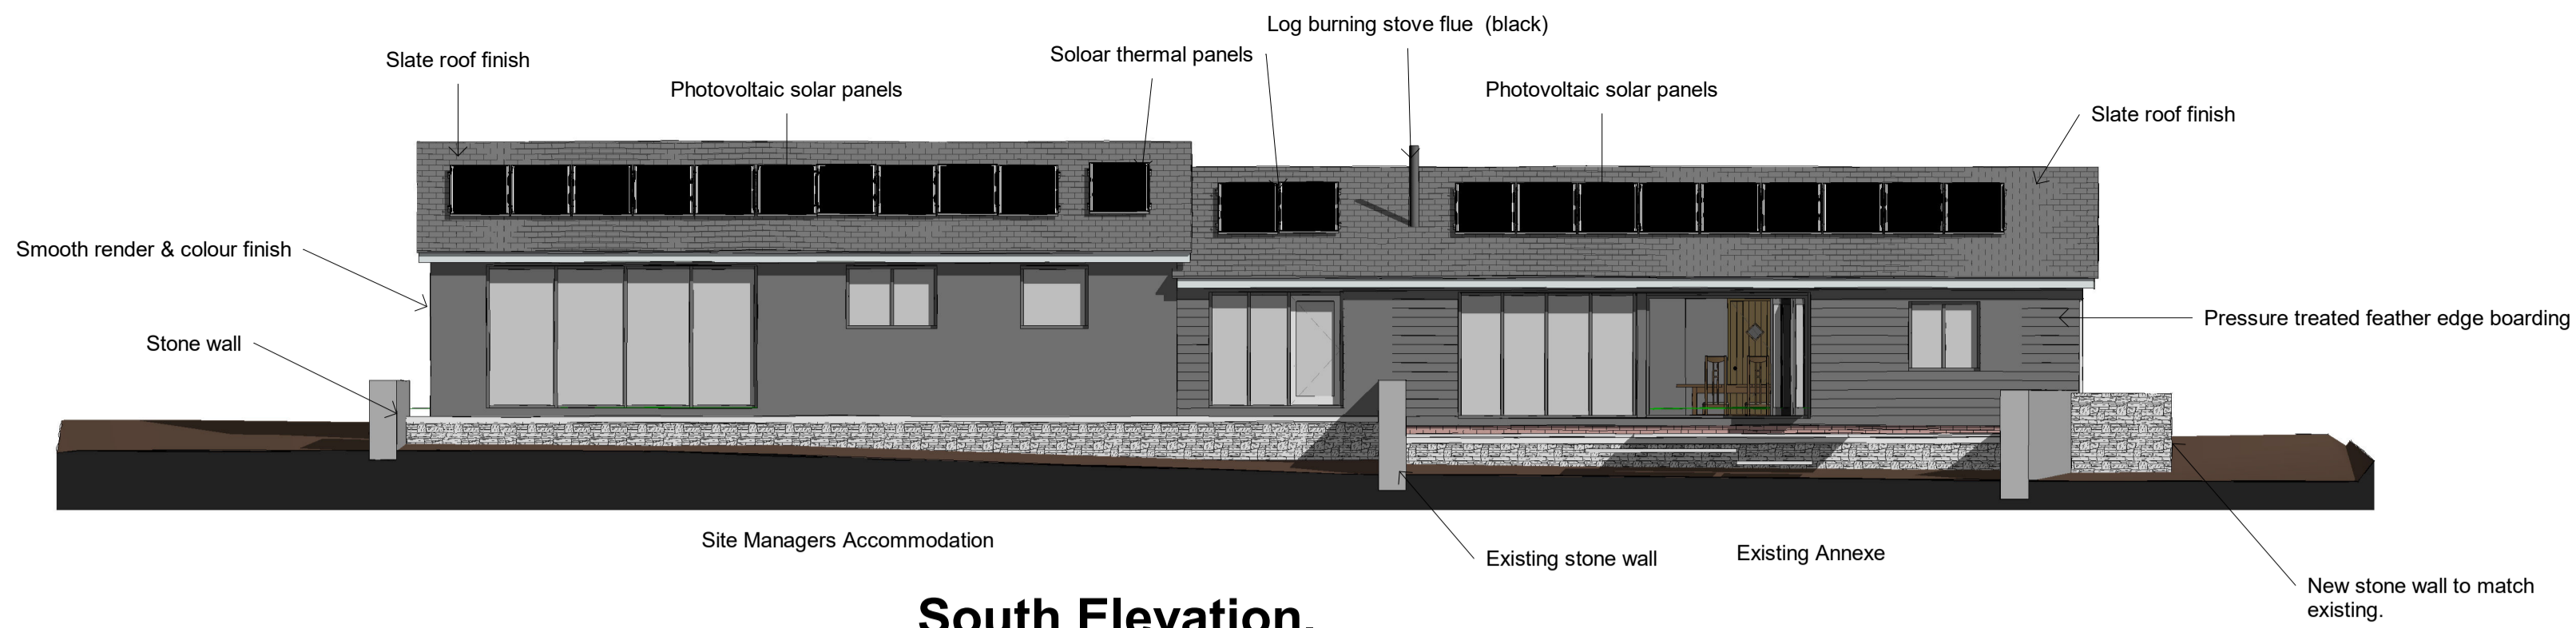 Log burning stove flue (black)
Soloar thermal panels
Slate roof finish
Photovoltaic solar panels
Photovoltaic solar panels
Slate roof finish
Smooth render & colour finish
Pressure treated feather edge boarding
Stone wall
Site Managers Accommodation
Existing stone wall
Existing Annexe
New stone wall to match
existing.
South Elevation.